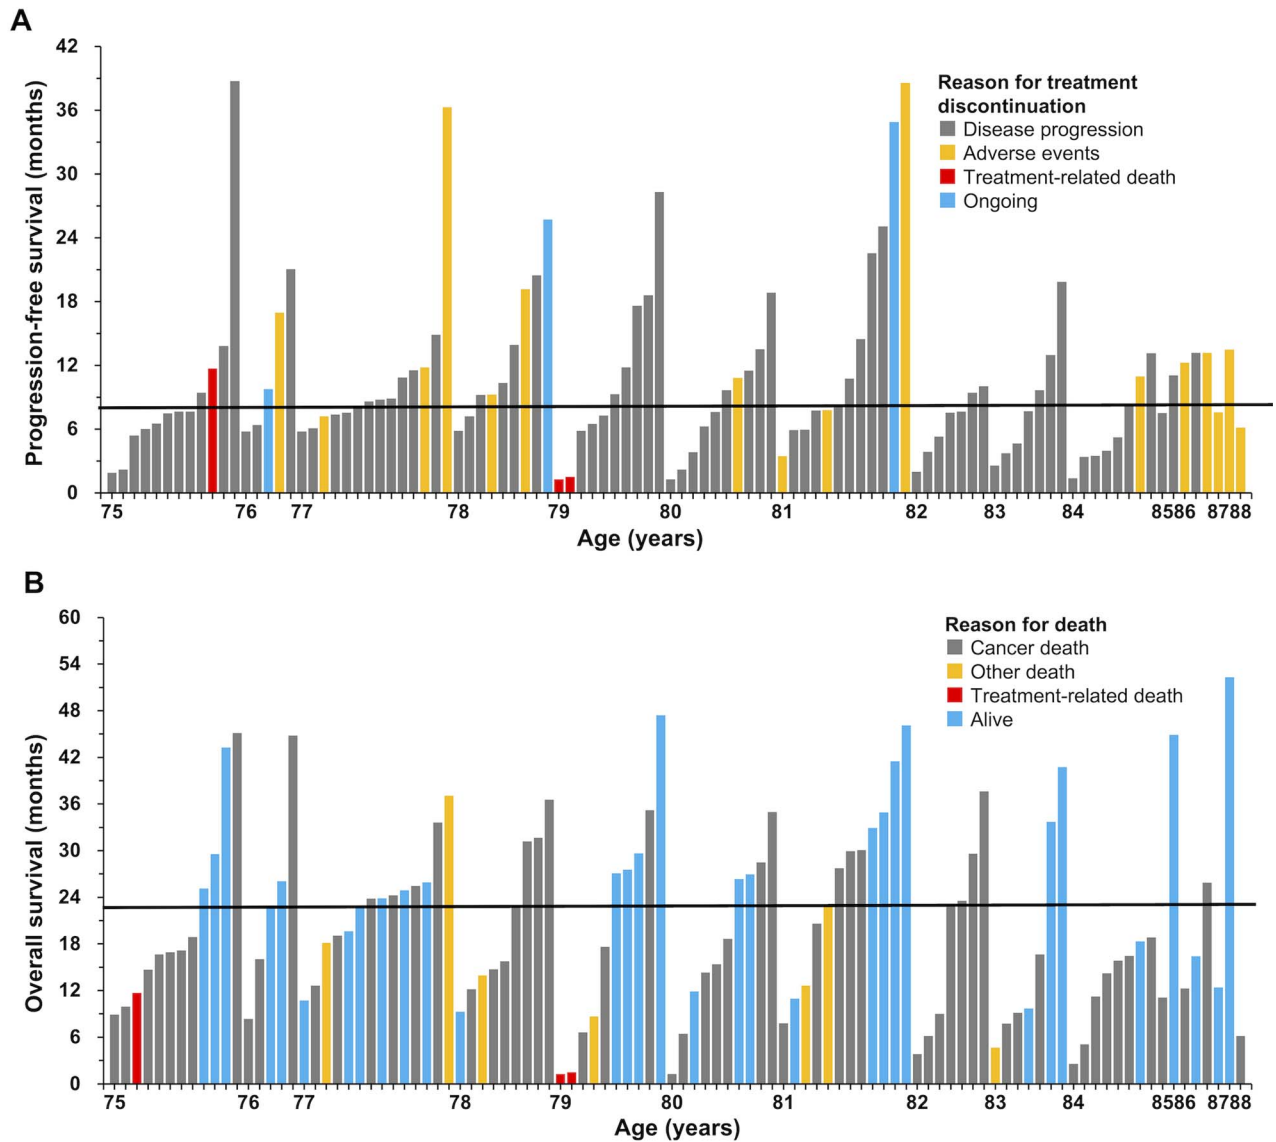 A
42
36
30
24
18
12
6
0
Progression-free survival (months)
Reason for treatment
discontinuation
Disease progression
Adverse events
Treatment-related death
Ongoing
75 76 77 78 79 80 81 82 83 84 8586 8788
Age (years)
B
60
54
48
42
36
30
24
18
12
6
0
Overall survival (months)
Reason for death
Cancer death
Other death
Treatment-related death
Alive
75 76 77 78 79 80 81 82 83 84 8586 8788
Age (years)